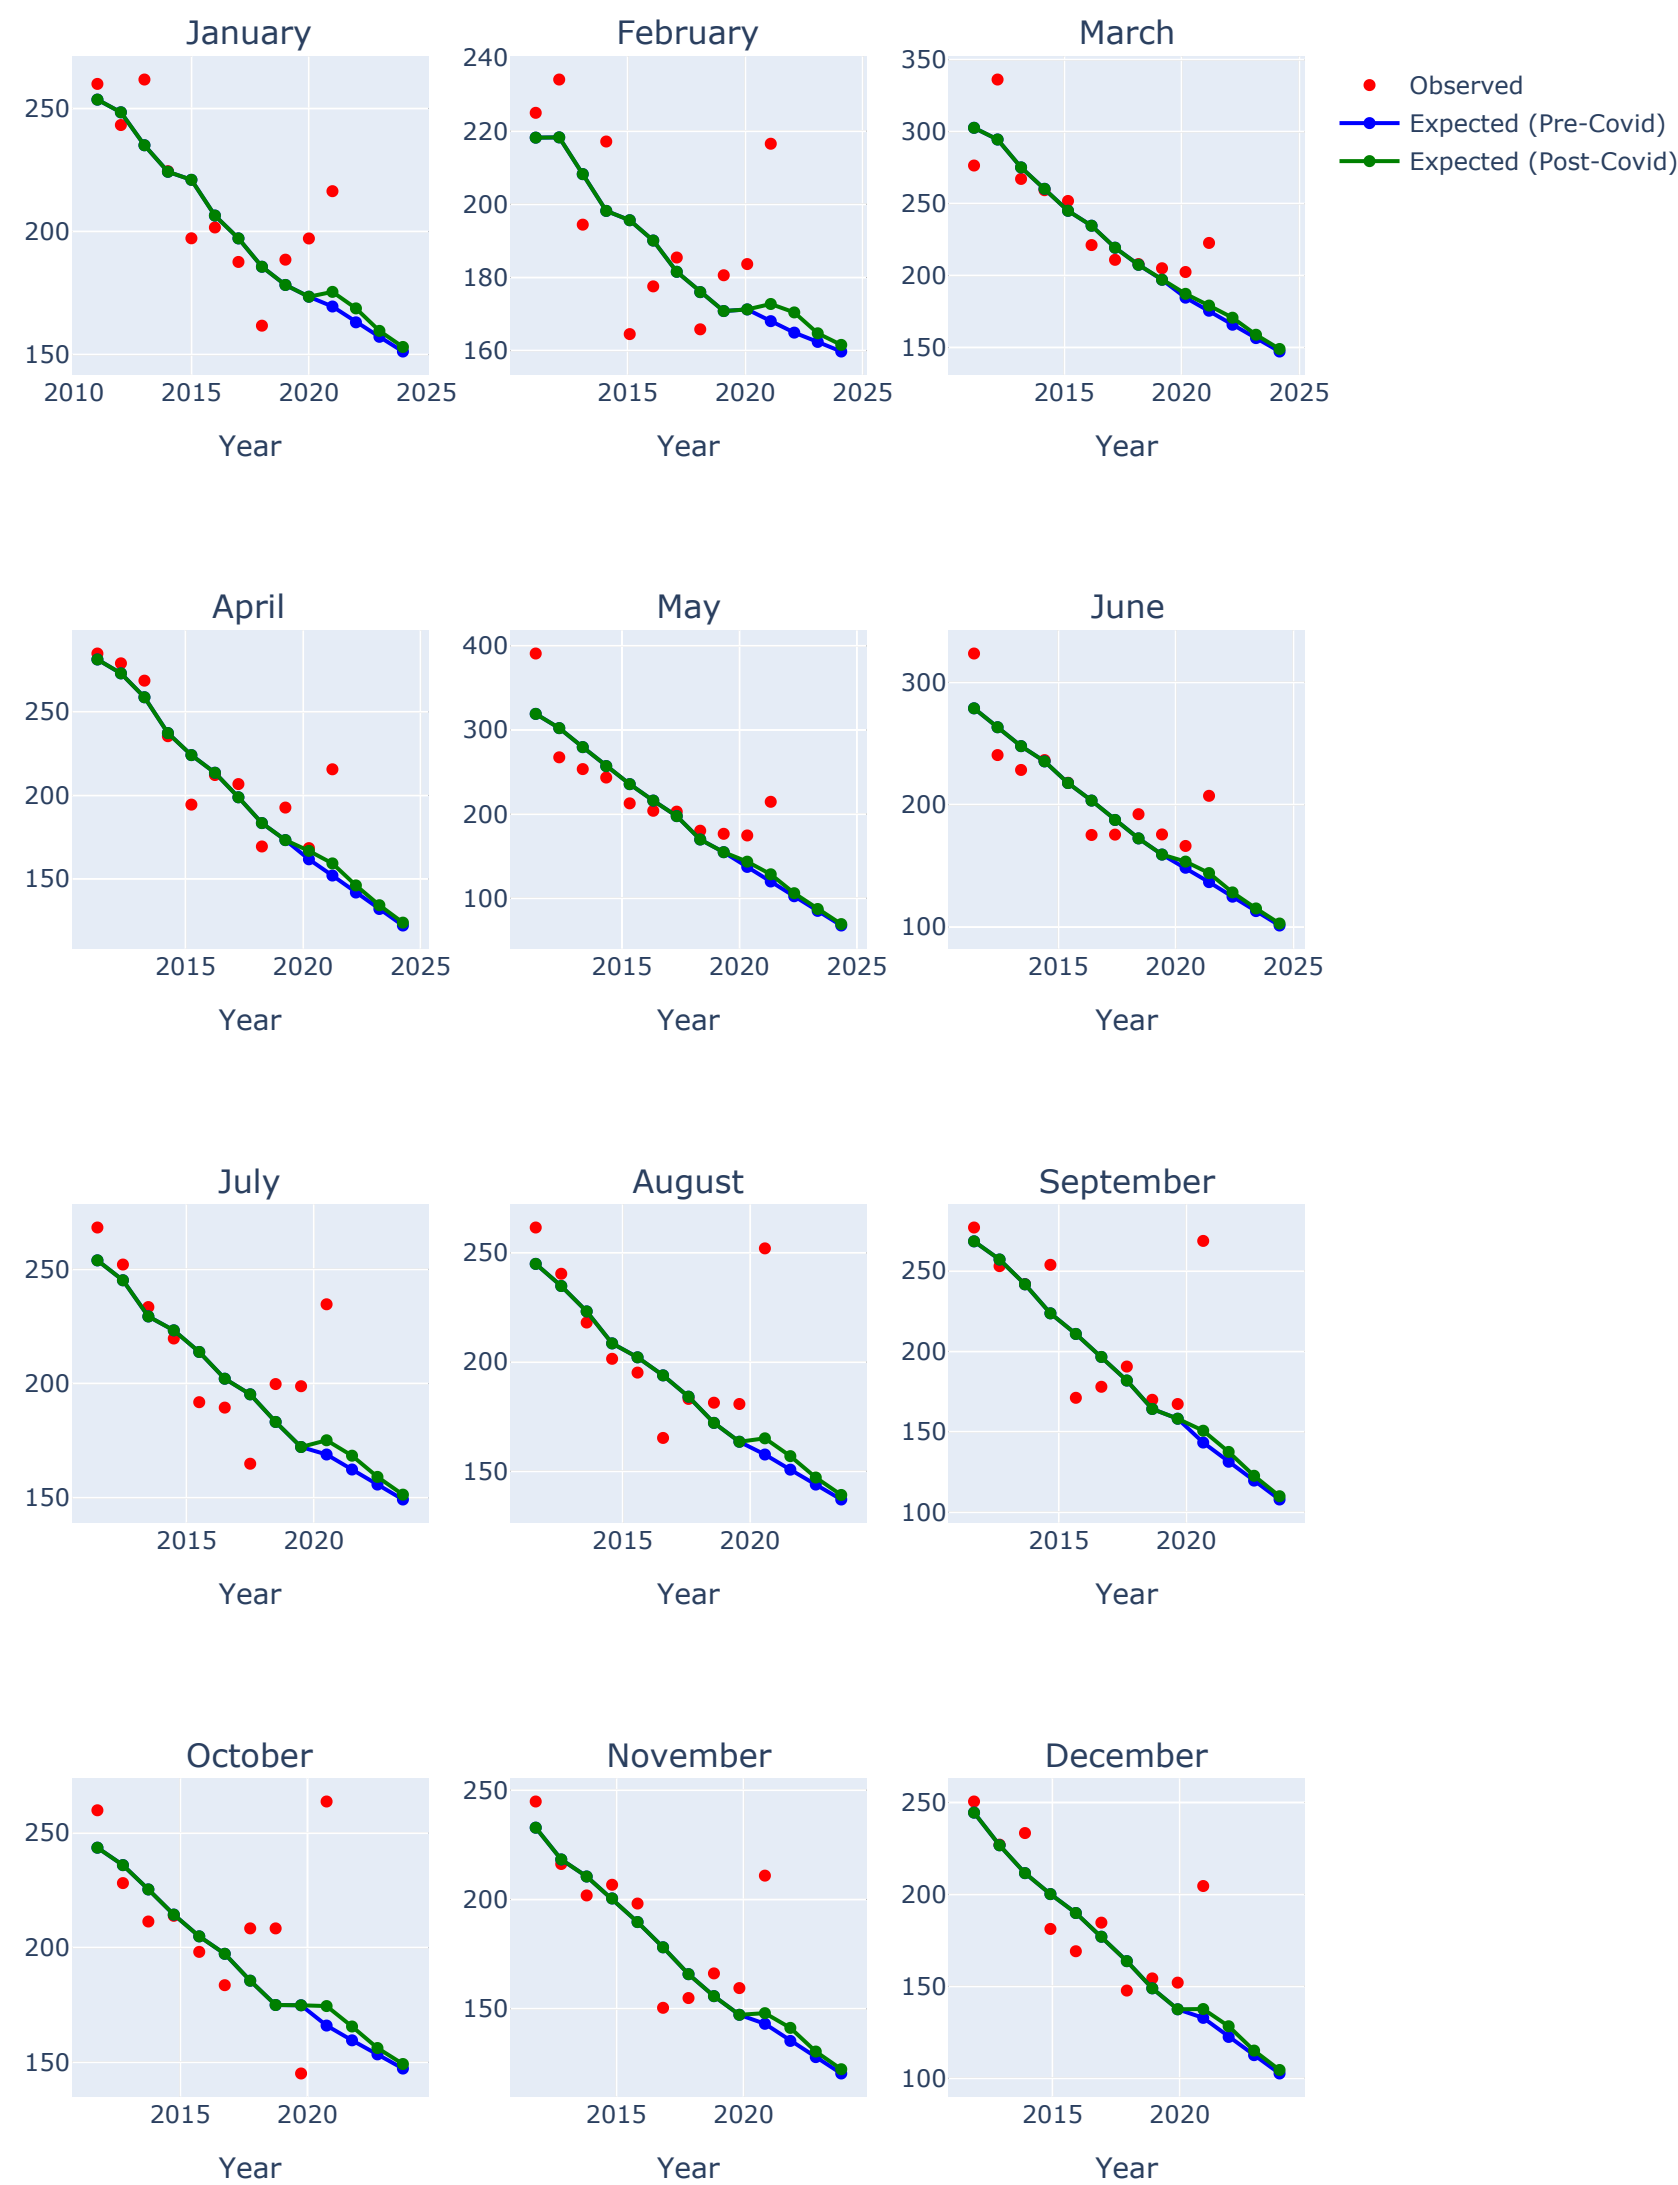 January
February
March
250
200
150
2010
2015
2020
2025
Year
240
220
200
180
160
2015
2020
2025
Year
350
300
250
200
150
2015
2020
2025
Year
Observed
Expected (Pre-Covid)
Expected (Post-Covid)
April
May
June
250
200
150
2015
2020
2025
Year
400
300
200
100
2015
2020
2025
Year
300
200
100
2015
2020
2025
Year
July
August
September
250
200
150
2015
2020
Year
250
200
150
2015
2020
Year
250
200
150
100
2015
2020
Year
October
November
December
250
200
150
2015
2020
Year
250
200
150
2015
2020
Year
250
200
150
100
2015
2020
Year